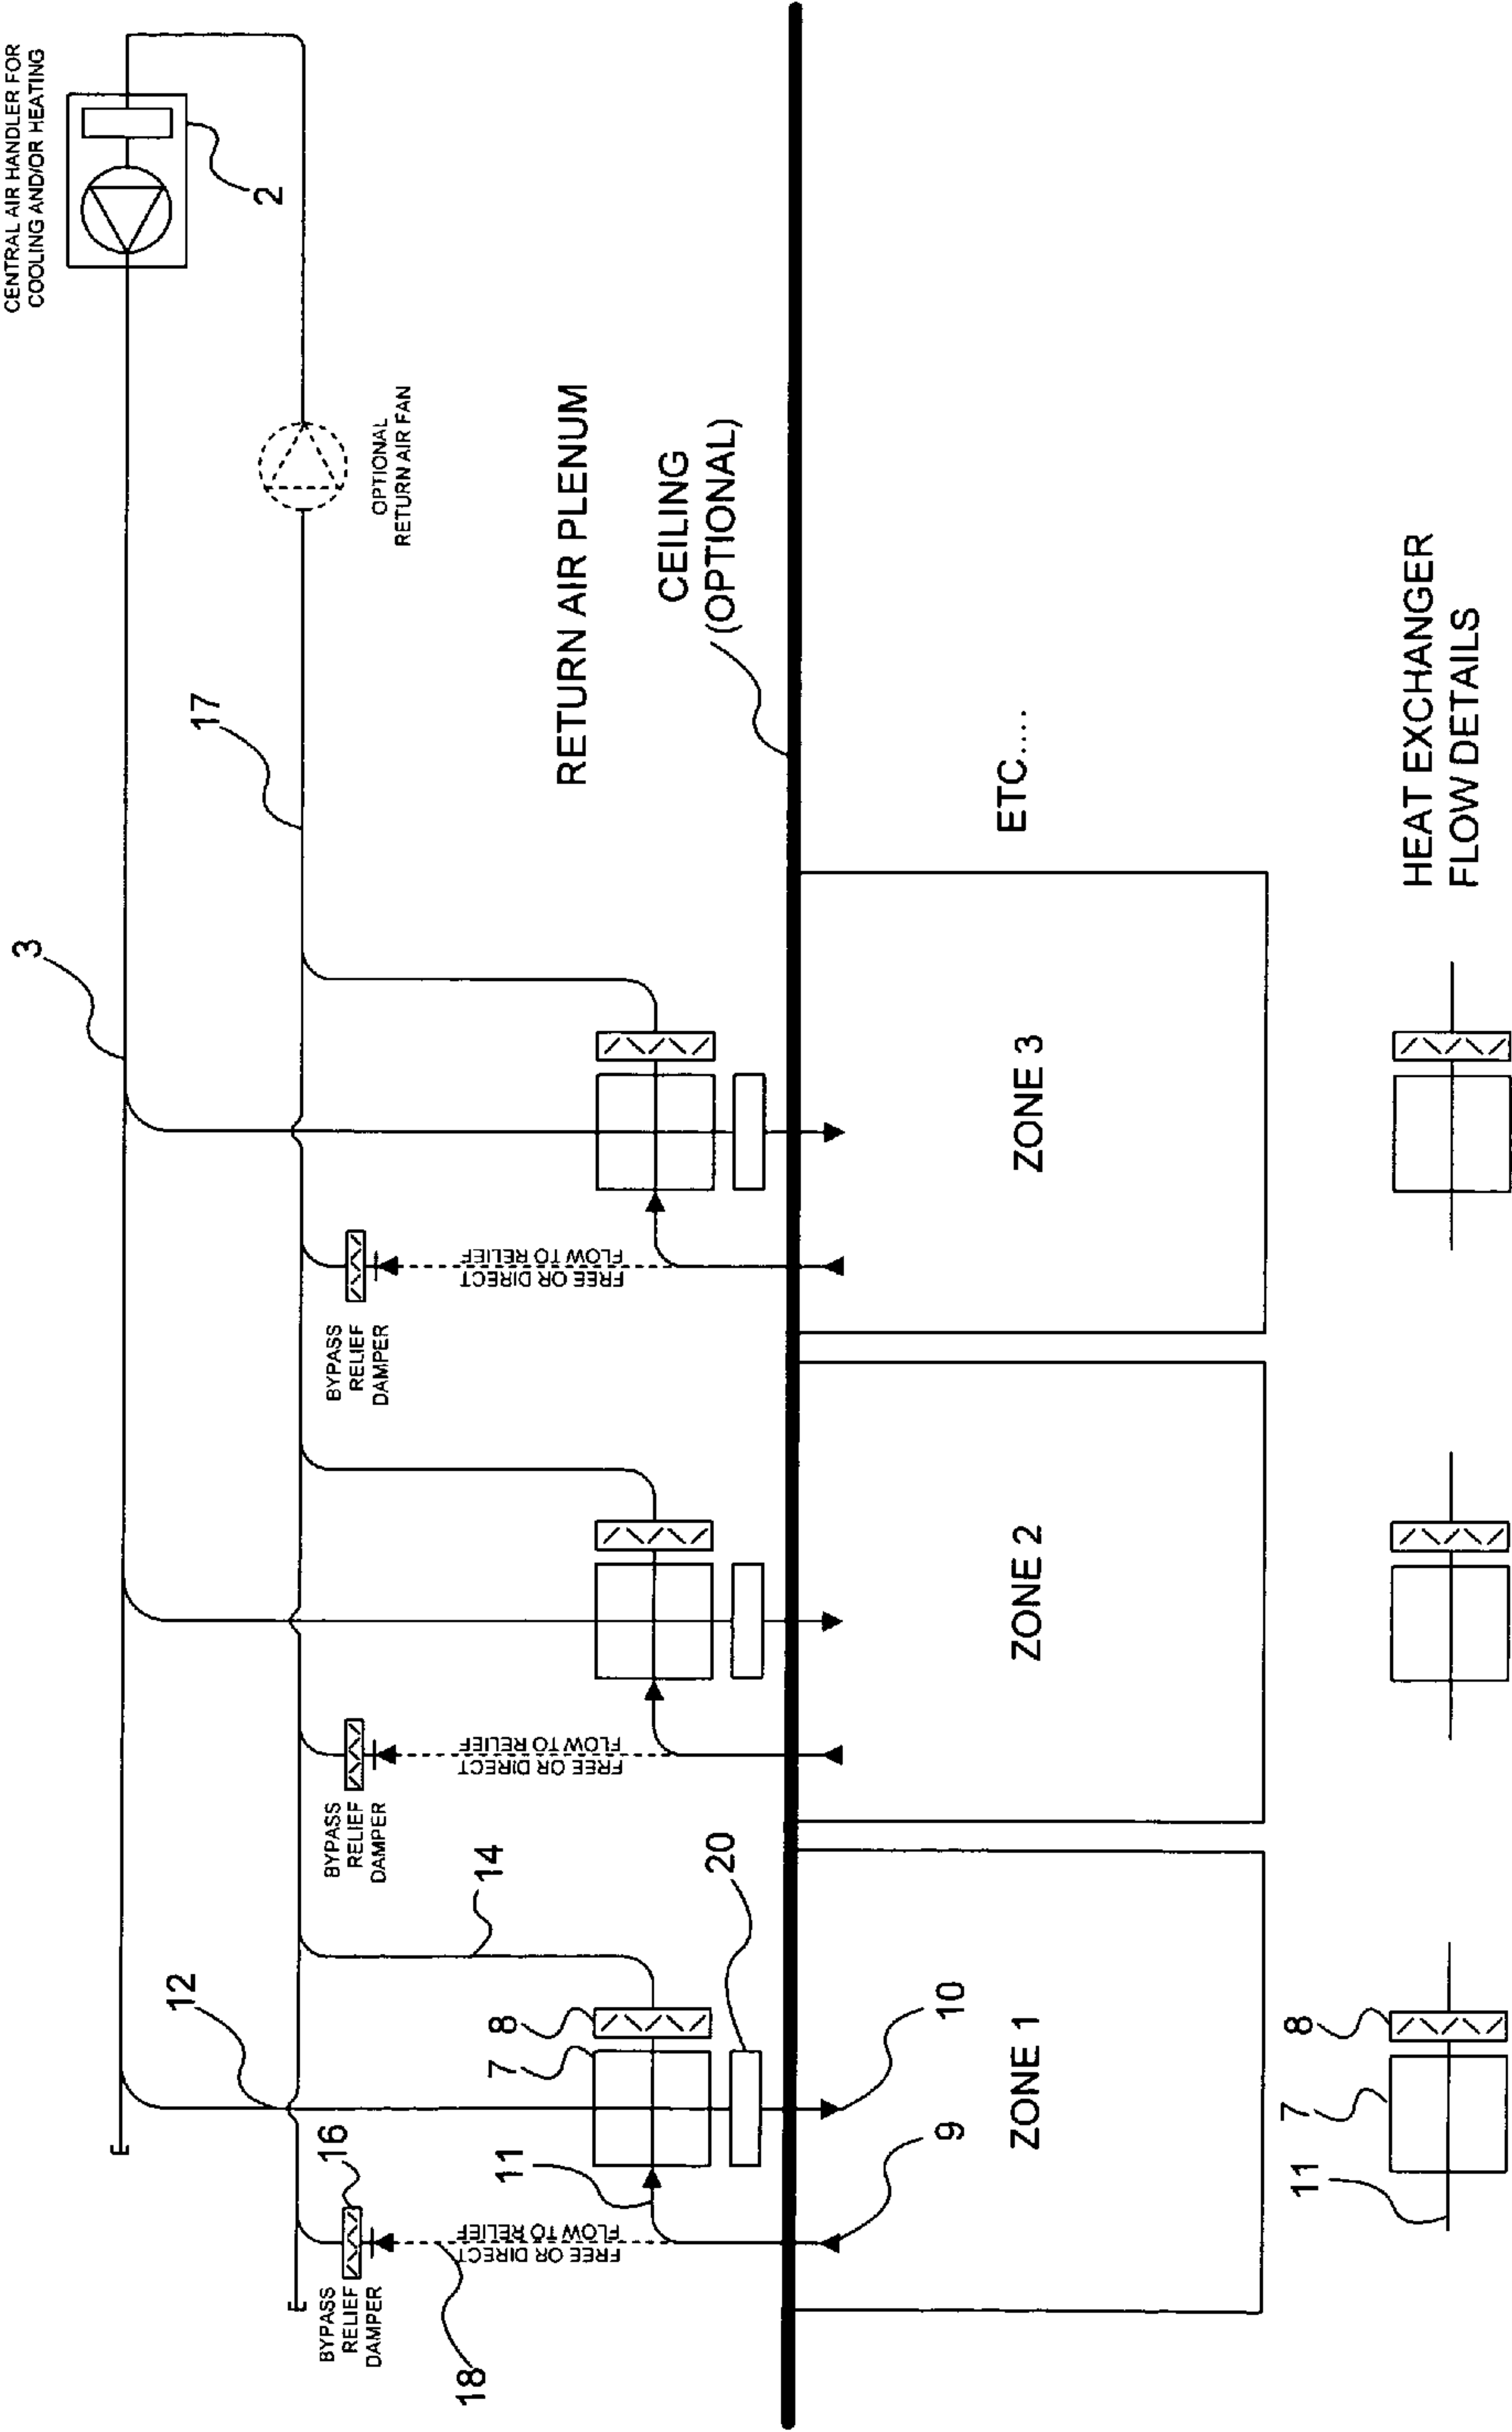 CENTRAL AIR HANDLER FOR
COOLING AND/OR HEATING
2
3
17
OPTIONAL
RETURN AIR FAN
12
16
BYPASS
RELIEF
DAMPER
BYPASS
RELIEF
DAMPER
BYPASS
RELIEF
DAMPER
18
FREE OR DIRECT
FLOW TO RELIEF
FREE OR DIRECT
FLOW TO RELIEF
FREE OR DIRECT
FLOW TO RELIEF
14
RETURN AIR PLENUM
11
7
8
20
CEILING
(OPTIONAL)
9
10
ZONE 1
ZONE 2
ZONE 3
ETC....
11
7
8
HEAT EXCHANGER
FLOW DETAILS